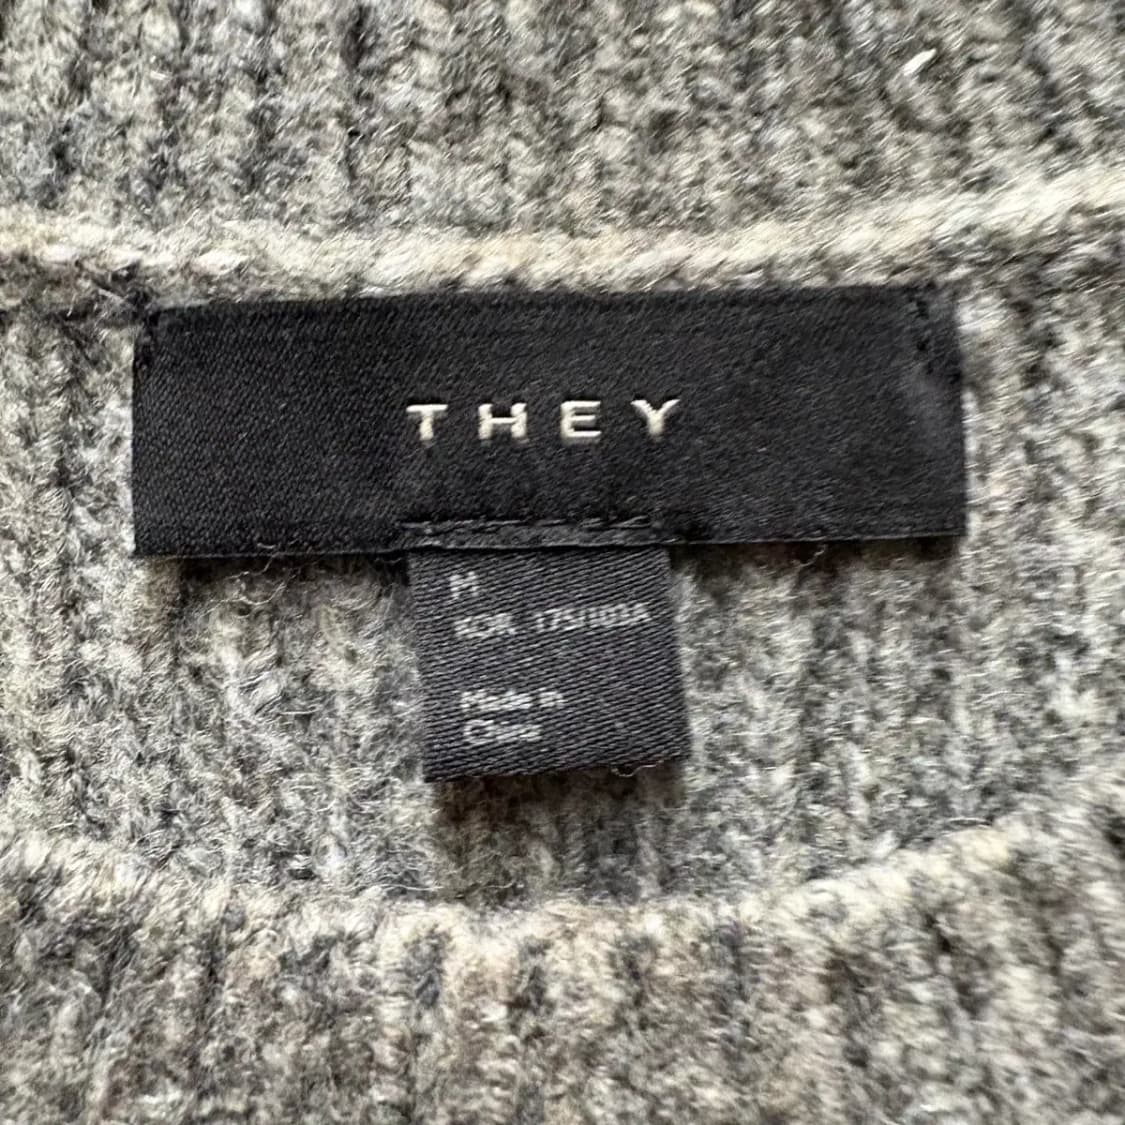 THEY
M
KOR 175/100A
Made in
China